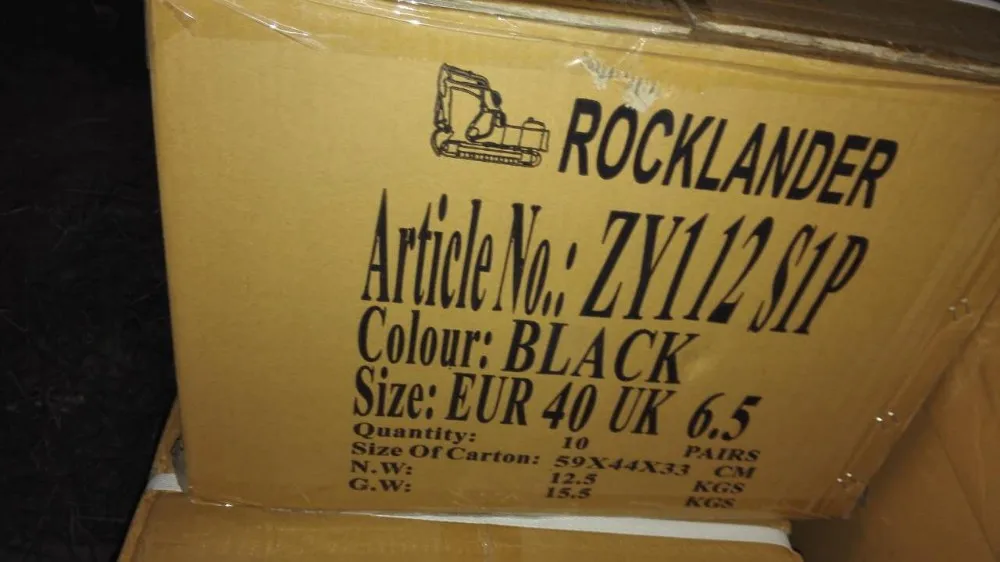 ROCKLANDER
Article No.: ZY112 S1P
Colour: BLACK
Size: EUR 40 UK 6.5
Quantity: 10 PAIRS
Size Of Carton: 59X44X33 CM
N.W: 12.5 KGS
G.W: 15.5 KGS